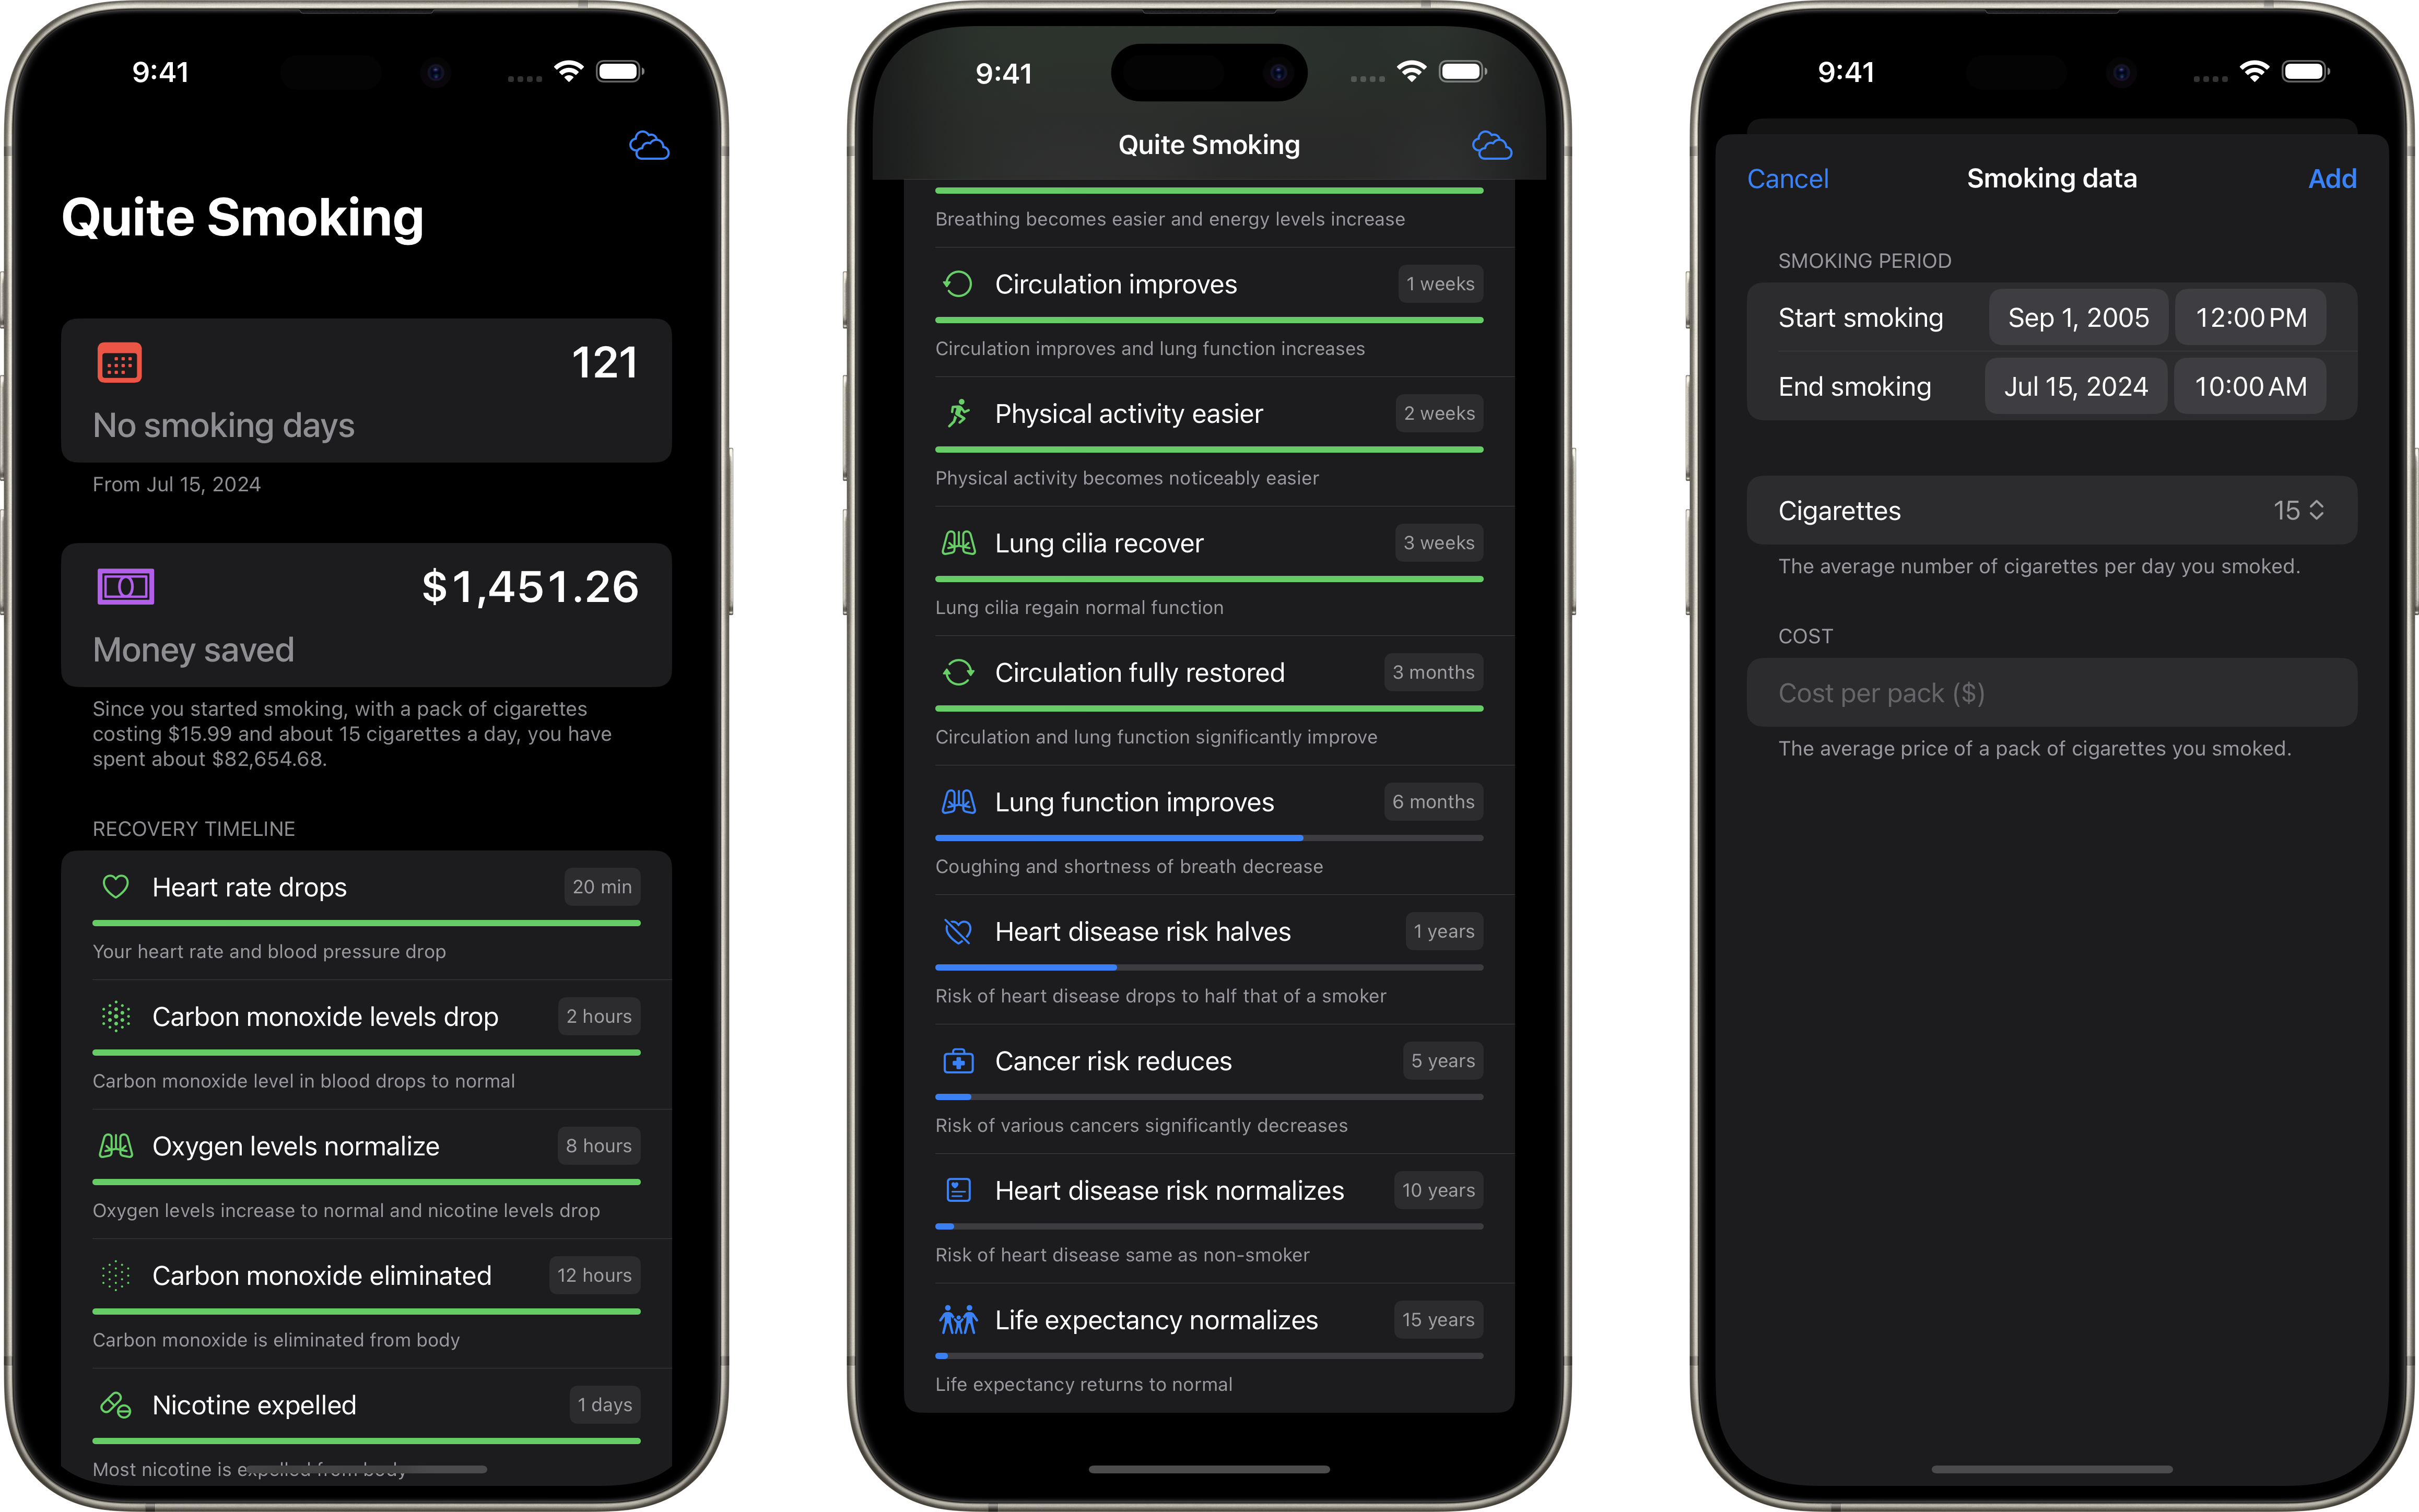 9:41
Quite Smoking
121
No smoking days
From Jul 15, 2024
$1,451.26
Money saved
Since you started smoking, with a pack of cigarettes
costing $15.99 and about 15 cigarettes a day, you have
spent about $82,654.68.
RECOVERY TIMELINE
Heart rate drops
20 min
Your heart rate and blood pressure drop
Carbon monoxide levels drop
2 hours
Carbon monoxide level in blood drops to normal
Oxygen levels normalize
8 hours
Oxygen levels increase to normal and nicotine levels drop
Carbon monoxide eliminated
12 hours
Carbon monoxide is eliminated from body
Nicotine expelled
1 days
Most nicotine is expelled from body
9:41
Quite Smoking
Breathing becomes easier and energy levels increase
Circulation improves
1 weeks
Circulation improves and lung function increases
Physical activity easier
2 weeks
Physical activity becomes noticeably easier
Lung cilia recover
3 weeks
Lung cilia regain normal function
Circulation fully restored
3 months
Circulation and lung function significantly improve
Lung function improves
6 months
Coughing and shortness of breath decrease
Heart disease risk halves
1 years
Risk of heart disease drops to half that of a smoker
Cancer risk reduces
5 years
Risk of various cancers significantly decreases
Heart disease risk normalizes
10 years
Risk of heart disease same as non-smoker
Life expectancy normalizes
15 years
Life expectancy returns to normal
9:41
Cancel
Smoking data
Add
SMOKING PERIOD
Start smoking
Sep 1, 2005
12:00 PM
End smoking
Jul 15, 2024
10:00 AM
Cigarettes
15
The average number of cigarettes per day you smoked.
COST
Cost per pack ($)
The average price of a pack of cigarettes you smoked.